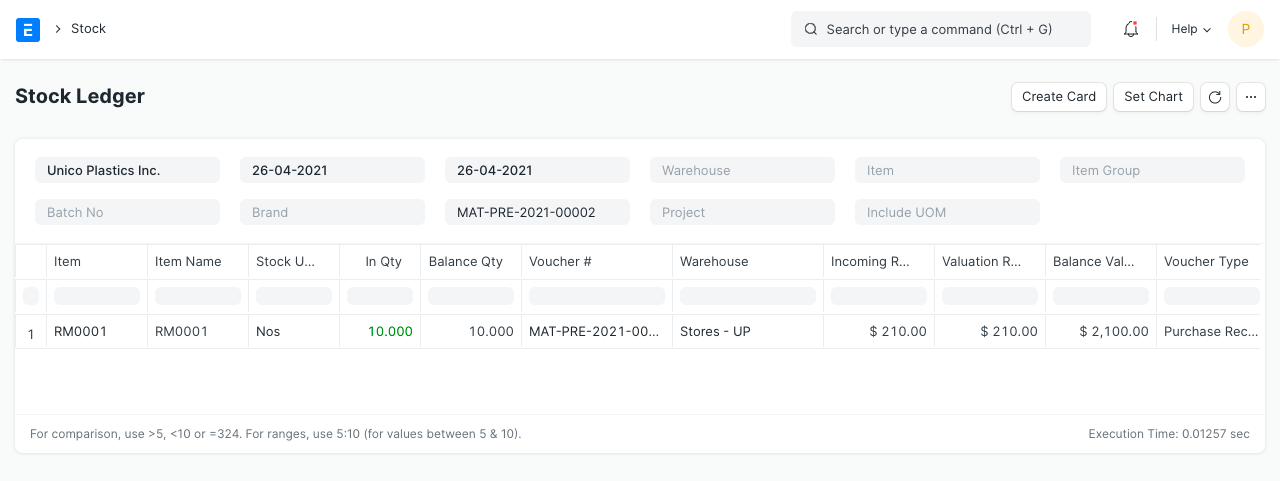 E > Stock Search or type a command (Ctrl + G) Help P
Stock Ledger Create Card Set Chart ...
Unico Plastics Inc. 26-04-2021 26-04-2021 Warehouse Item Item Group
Batch No Brand MAT-PRE-2021-00002 Project Include UOM
Item Item Name Stock U... In Qty Balance Qty Voucher # Warehouse Incoming R... Valuation R... Balance Val... Voucher Type
1 RM0001 RM0001 Nos 10.000 10.000 MAT-PRE-2021-00... Stores - UP $ 210.00 $ 210.00 $ 2,100.00 Purchase Rec...
For comparison, use >5, <10 or =324. For ranges, use 5:10 (for values between 5 & 10). Execution Time: 0.01257 sec